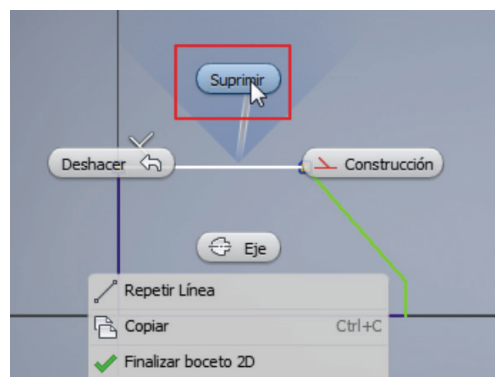 Suprimir
Deshacer
Construcción
Eje
Repetir Línea
Copiar Ctrl+C
Finalizar boceto 2D